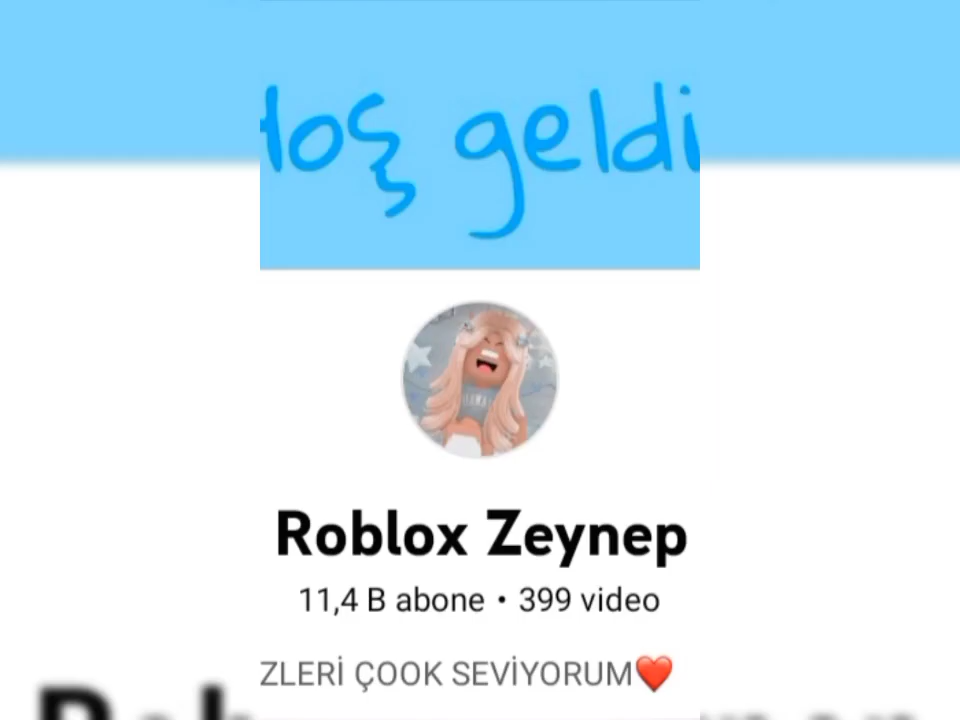 Hoş geldi
Roblox Zeynep
11,4 B abone • 399 video
ZLERİ ÇOOK SEVİYORUM❤️